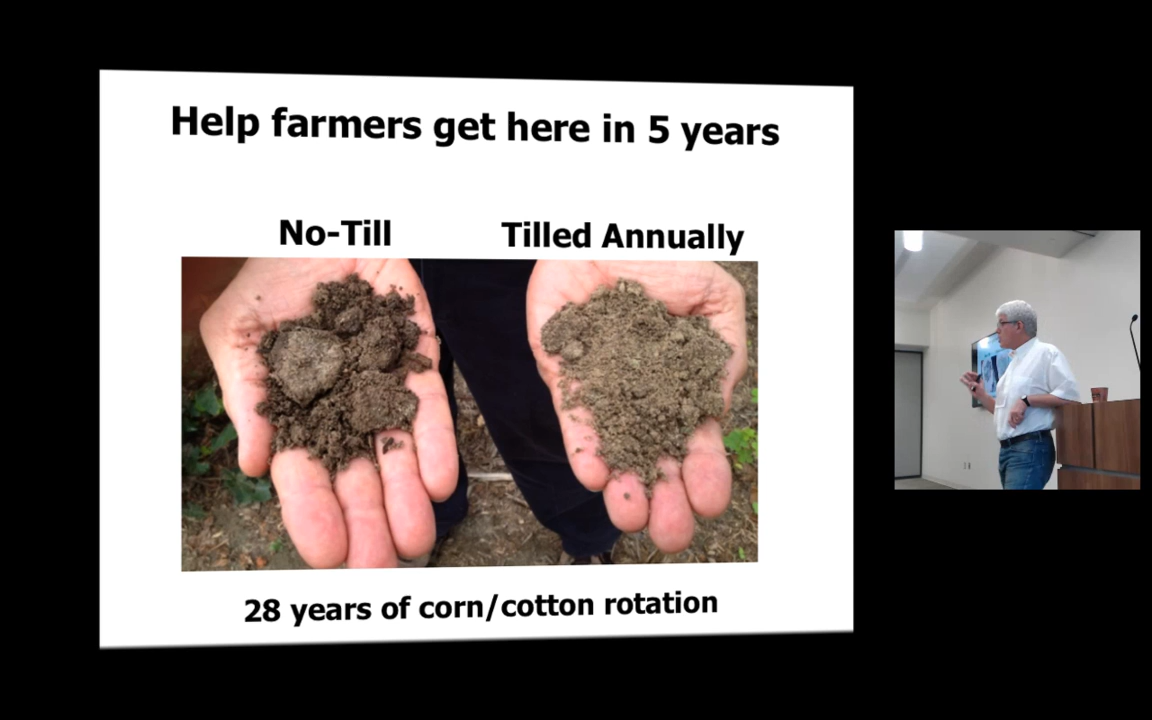 Help farmers get here in 5 years
No-Till
Tilled Annually
28 years of corn/cotton rotation